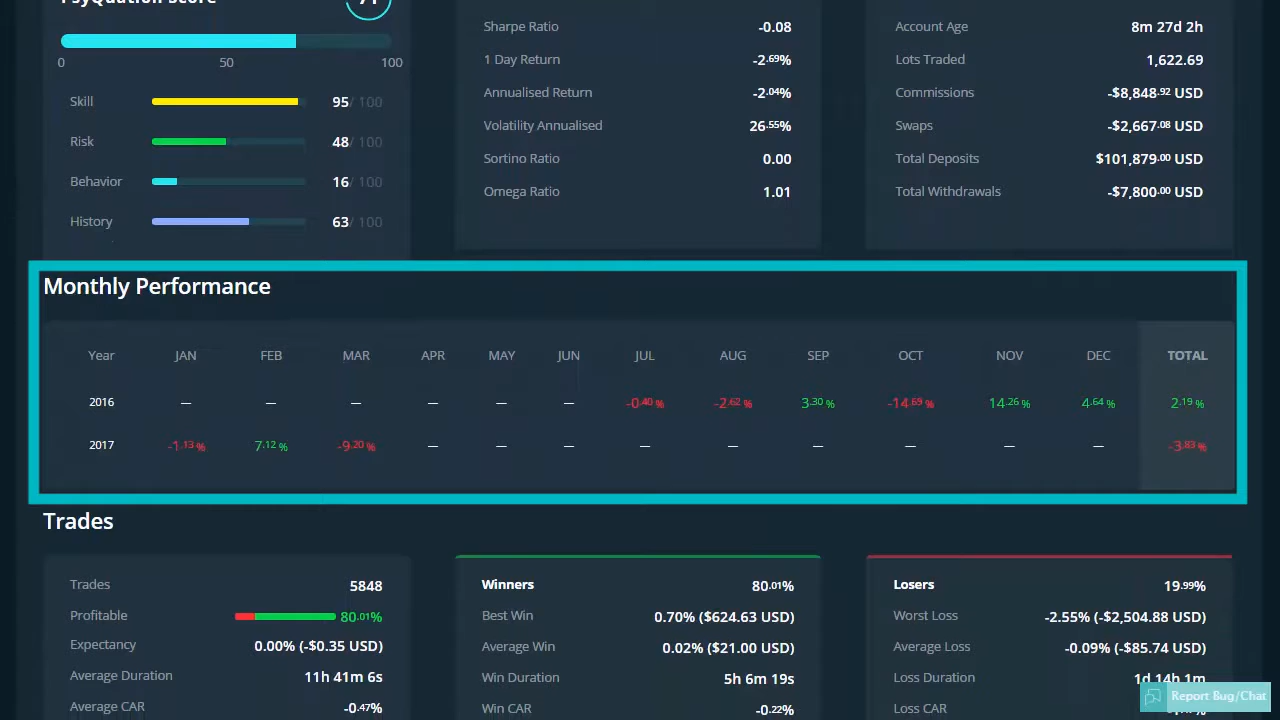 PsyQuation Score
71
0 50 100
Skill 95/ 100
Risk 48/ 100
Behavior 16/ 100
History 63/ 100
Sharpe Ratio -0.08
1 Day Return -2.69%
Annualised Return -2.04%
Volatility Annualised 26.55%
Sortino Ratio 0.00
Omega Ratio 1.01
Account Age 8m 27d 2h
Lots Traded 1,622.69
Commissions -$8,848.92 USD
Swaps -$2,667.08 USD
Total Deposits $101,879.00 USD
Total Withdrawals -$7,800.00 USD
Monthly Performance
Year JAN FEB MAR APR MAY JUN JUL AUG SEP OCT NOV DEC TOTAL
2016 — — — — — — -0.40 % -2.62 % 3.30 % -14.69 % 14.26 % 4.64 % 2.19 %
2017 -1.13 % 7.12 % -9.20 % — — — — — — — — — -3.83 %
Trades
Trades 5848
Profitable 80.01%
Expectancy 0.00% (-$0.35 USD)
Average Duration 11h 41m 6s
Average CAR -0.47%
Winners 80.01%
Best Win 0.70% ($624.63 USD)
Average Win 0.02% ($21.00 USD)
Win Duration 5h 6m 19s
Win CAR -0.22%
Losers 19.99%
Worst Loss -2.55% (-$2,504.88 USD)
Average Loss -0.09% (-$85.74 USD)
Loss Duration 1d 14h 1m
Loss CAR
Report Bug/Chat